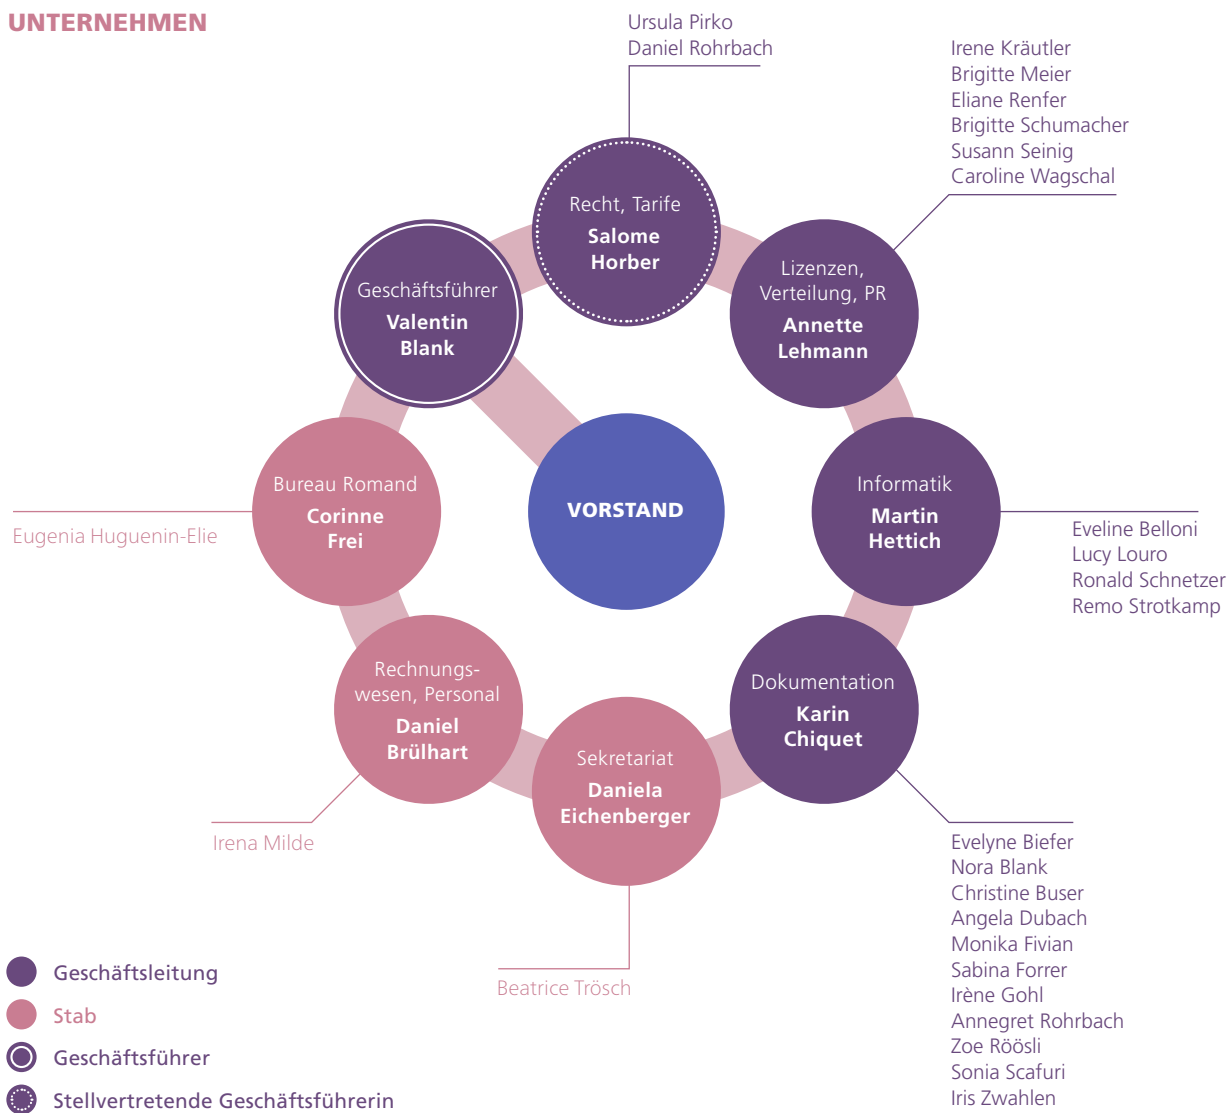 UNTERNEHMEN
Ursula Pirko
Daniel Rohrbach
Irene Kräutler
Brigitte Meier
Eliane Renfer
Brigitte Schumacher
Susann Seinig
Caroline Wagschal
Recht, Tarife
Salome
Horber
Geschäftsführer
Valentin
Blank
Lizenzen,
Verteilung, PR
Annette
Lehmann
Bureau Romand
Corinne
Frei
VORSTAND
Informatik
Martin
Hettich
Eugenia Huguenin-Elie
Eveline Belloni
Lucy Louro
Ronald Schnetzer
Remo Strotkamp
Rechnungs-
wesen, Personal
Daniel
Brülhart
Sekretariat
Daniela
Eichenberger
Dokumentation
Karin
Chiquet
Irena Milde
Beatrice Trösch
Evelyne Biefer
Nora Blank
Christine Buser
Angela Dubach
Monika Fivian
Sabina Forrer
Irène Gohl
Annegret Rohrbach
Zoe Röösli
Sonia Scafuri
Iris Zwahlen
Geschäftsleitung
Stab
Geschäftsführer
Stellvertretende Geschäftsführerin